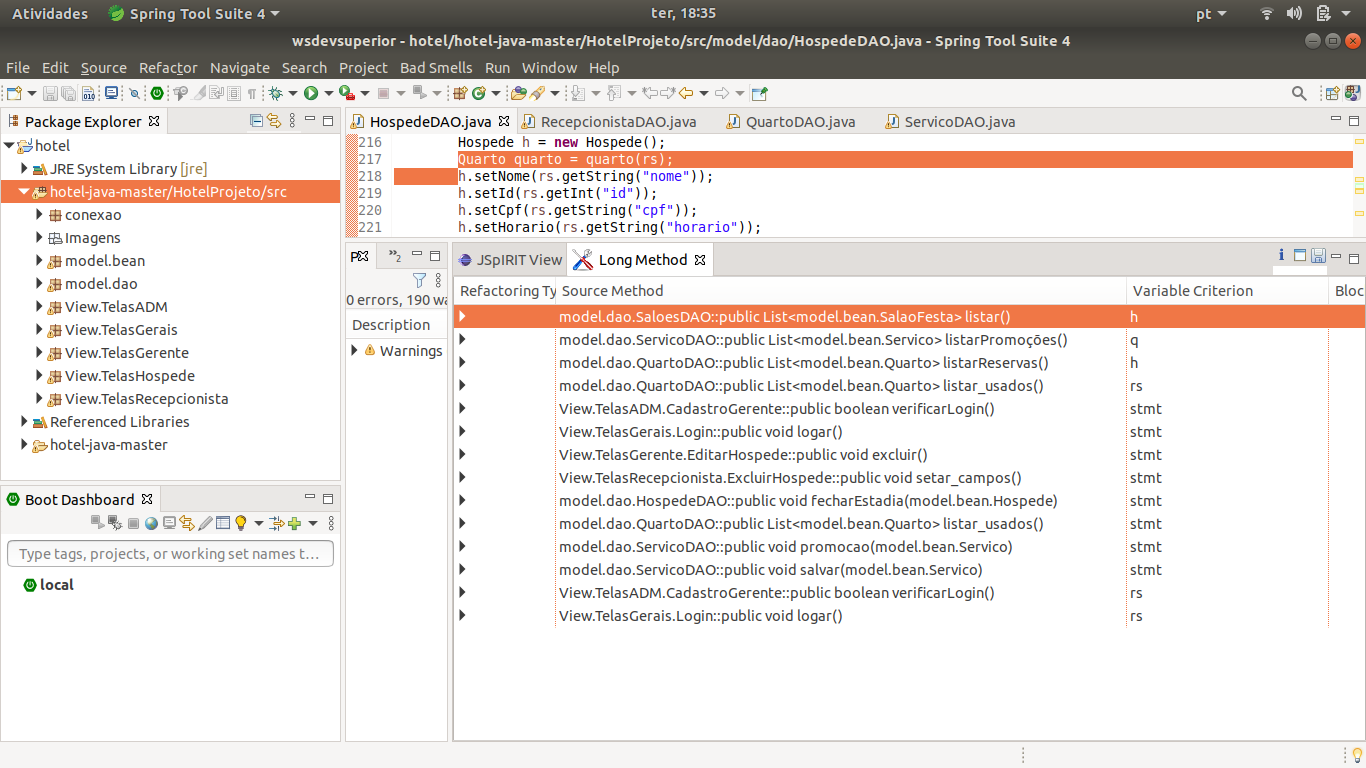 Atividades Spring Tool Suite 4 ter, 18:35 pt
wsdevsuperior - hotel/hotel-java-master/HotelProjeto/src/model/dao/HospedeDAO.java - Spring Tool Suite 4
File Edit Source Refactor Navigate Search Project Bad Smells Run Window Help
Package Explorer
hotel
JRE System Library [jre]
hotel-java-master/HotelProjeto/src
conexao
Imagens
model.bean
model.dao
View.TelasADM
View.TelasGerais
View.TelasGerente
View.TelasHospede
View.TelasRecepcionista
Referenced Libraries
hotel-java-master
Boot Dashboard
Type tags, projects, or working set names t...
local
HospedeDAO.java RecepcionistaDAO.java QuartoDAO.java ServicoDAO.java
216 Hospede h = new Hospede();
217 Quarto quarto = quarto(rs);
218 h.setNome(rs.getString("nome"));
219 h.setId(rs.getInt("id"));
220 h.setCpf(rs.getString("cpf"));
221 h.setHorario(rs.getString("horario"));
P
2
0 errors, 190 wa
Description
Warnings
JSpIRIT View Long Method
Refactoring Ty Source Method Variable Criterion Bloc
model.dao.SaloesDAO::public List<model.bean.SalaoFesta> listar() h
model.dao.ServicoDAO::public List<model.bean.Servico> listarPromoções() q
model.dao.QuartoDAO::public List<model.bean.Quarto> listarReservas() h
model.dao.QuartoDAO::public List<model.bean.Quarto> listar_usados() rs
View.TelasADM.CadastroGerente::public boolean verificarLogin() stmt
View.TelasGerais.Login::public void logar() stmt
View.TelasGerente.EditarHospede::public void excluir() stmt
View.TelasRecepcionista.ExcluirHospede::public void setar_campos() stmt
model.dao.HospedeDAO::public void fecharEstadia(model.bean.Hospede) stmt
model.dao.QuartoDAO::public List<model.bean.Quarto> listar_usados() stmt
model.dao.ServicoDAO::public void promocao(model.bean.Servico) stmt
model.dao.ServicoDAO::public void salvar(model.bean.Servico) stmt
View.TelasADM.CadastroGerente::public boolean verificarLogin() rs
View.TelasGerais.Login::public void logar() rs